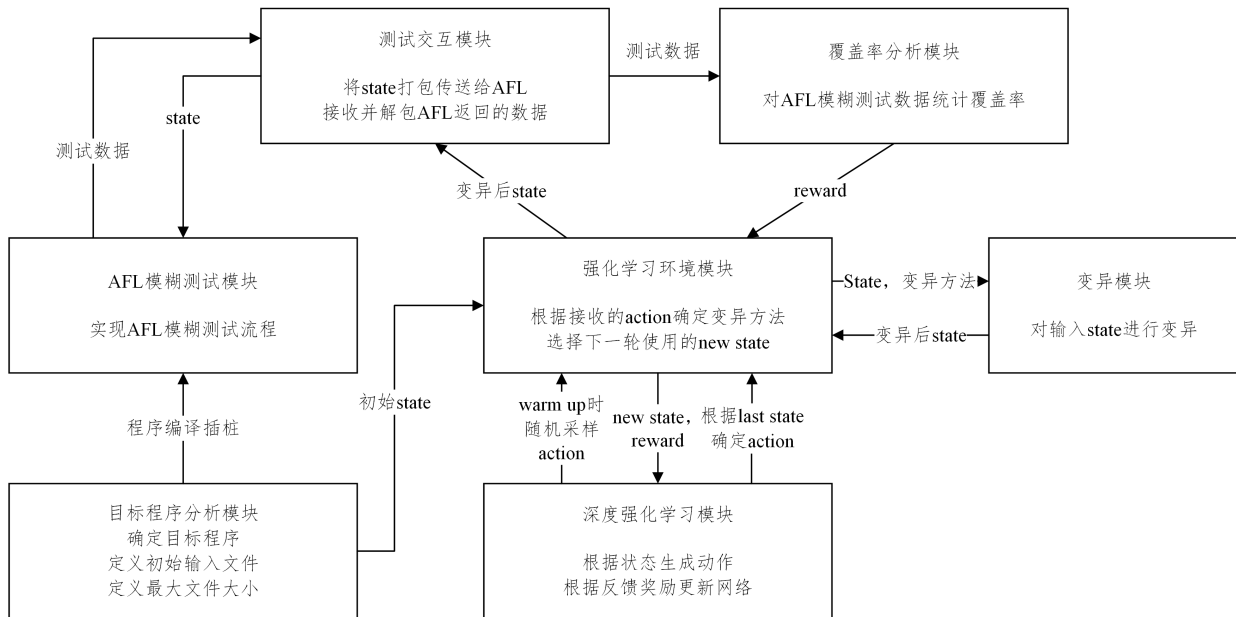 测试交互模块
将state打包传送给AFL
接收并解包AFL返回的数据
测试数据
覆盖率分析模块
对AFL模糊测试数据统计覆盖率
测试数据
state
变异后state
reward
AFL模糊测试模块
实现AFL模糊测试流程
强化学习环境模块
根据接收的action确定变异方法
选择下一轮使用的new state
State，变异方法
变异后state
变异模块
对输入state进行变异
程序编译插桩
初始state
warm up时
随机采样
action
new state，
reward
根据last state
确定action
目标程序分析模块
确定目标程序
定义初始输入文件
定义最大文件大小
深度强化学习模块
根据状态生成动作
根据反馈奖励更新网络